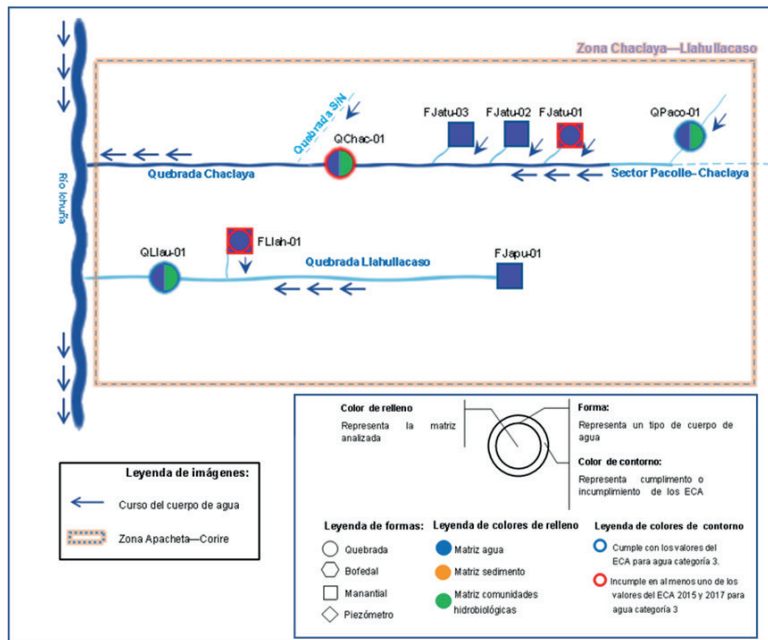 Zona Chaclaya—Llahullacaso
FJatu-03
FJatu-02
FJatu-01
QPaco-01
Quebrada S/N
QChac-01
Quebrada Chaclaya
Sector Pacolle–Chaclaya
Río Ichuña
QLlau-01
FLlah-01
Quebrada Llahullacaso
FJapu-01
Color de relleno
Representa la matriz
analizada
Forma:
Representa un tipo de cuerpo de
agua
Color de contorno:
Representa cumplimento o
incumplimiento de los ECA
Leyenda de imágenes:
Curso del cuerpo de agua
Zona Apacheta—Corire
Leyenda de formas:
Quebrada
Bofedal
Manantial
Piezómetro
Leyenda de colores de relleno
Matriz agua
Matriz sedimento
Matriz comunidades
hidrobiológicas
Leyenda de colores de contorno
Cumple con los valores del
ECA para agua categoría 3.
Incumple en al menos uno de los
valores del ECA 2015 y 2017 para
agua categoría 3